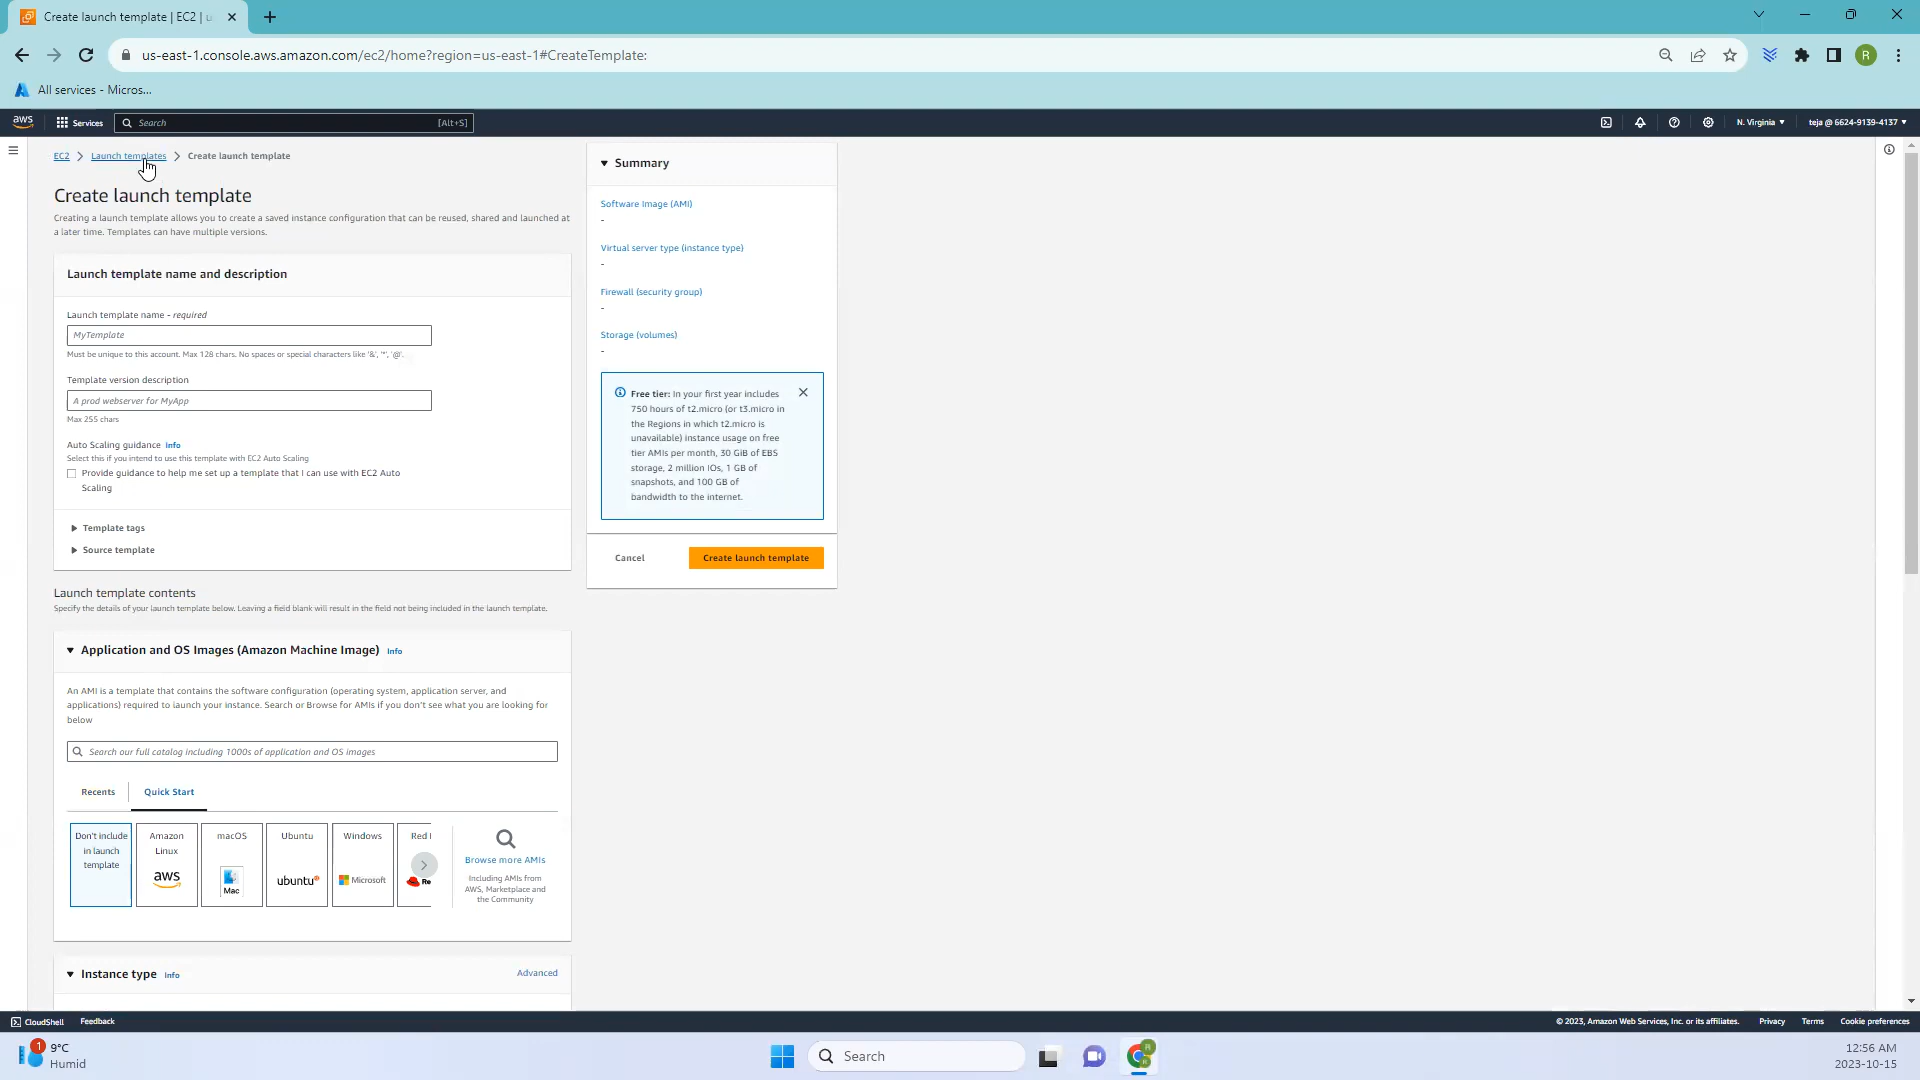 Create launch template | EC2 | u
us-east-1.console.aws.amazon.com/ec2/home?region=us-east-1#CreateTemplate:
R
All services - Micros...
aws
Services
Search
[Alt+S]
N. Virginia
teja @ 6624-9139-4137
EC2
Launch templates
Create launch template
Create launch template
Creating a launch template allows you to create a saved instance configuration that can be reused, shared and launched at
a later time. Templates can have multiple versions.
Launch template name and description
Launch template name - required
MyTemplate
Must be unique to this account. Max 128 chars. No spaces or special characters like '&', '*', '@'.
Template version description
A prod webserver for MyApp
Max 255 chars
Auto Scaling guidance Info
Select this if you intend to use this template with EC2 Auto Scaling
Provide guidance to help me set up a template that I can use with EC2 Auto
Scaling
Template tags
Source template
Launch template contents
Specify the details of your launch template below. Leaving a field blank will result in the field not being included in the launch template.
Application and OS Images (Amazon Machine Image) Info
An AMI is a template that contains the software configuration (operating system, application server, and
applications) required to launch your instance. Search or Browse for AMIs if you don't see what you are looking for
below
Search our full catalog including 1000s of application and OS images
Recents
Quick Start
Don't include
in launch
template
Amazon
Linux
aws
macOS
Mac
Ubuntu
ubuntu
Windows
Microsoft
Red
Re
Browse more AMIs
Including AMIs from
AWS, Marketplace and
the Community
Instance type Info
Advanced
Summary
Software Image (AMI)
-
Virtual server type (instance type)
-
Firewall (security group)
-
Storage (volumes)
-
Free tier: In your first year includes
750 hours of t2.micro (or t3.micro in
the Regions in which t2.micro is
unavailable) instance usage on free
tier AMIs per month, 30 GiB of EBS
storage, 2 million IOs, 1 GB of
snapshots, and 100 GB of
bandwidth to the internet.
Cancel
Create launch template
CloudShell
Feedback
© 2023, Amazon Web Services, Inc. or its affiliates.
Privacy
Terms
Cookie preferences
1
9°C
Humid
Search
12:56 AM
2023-10-15